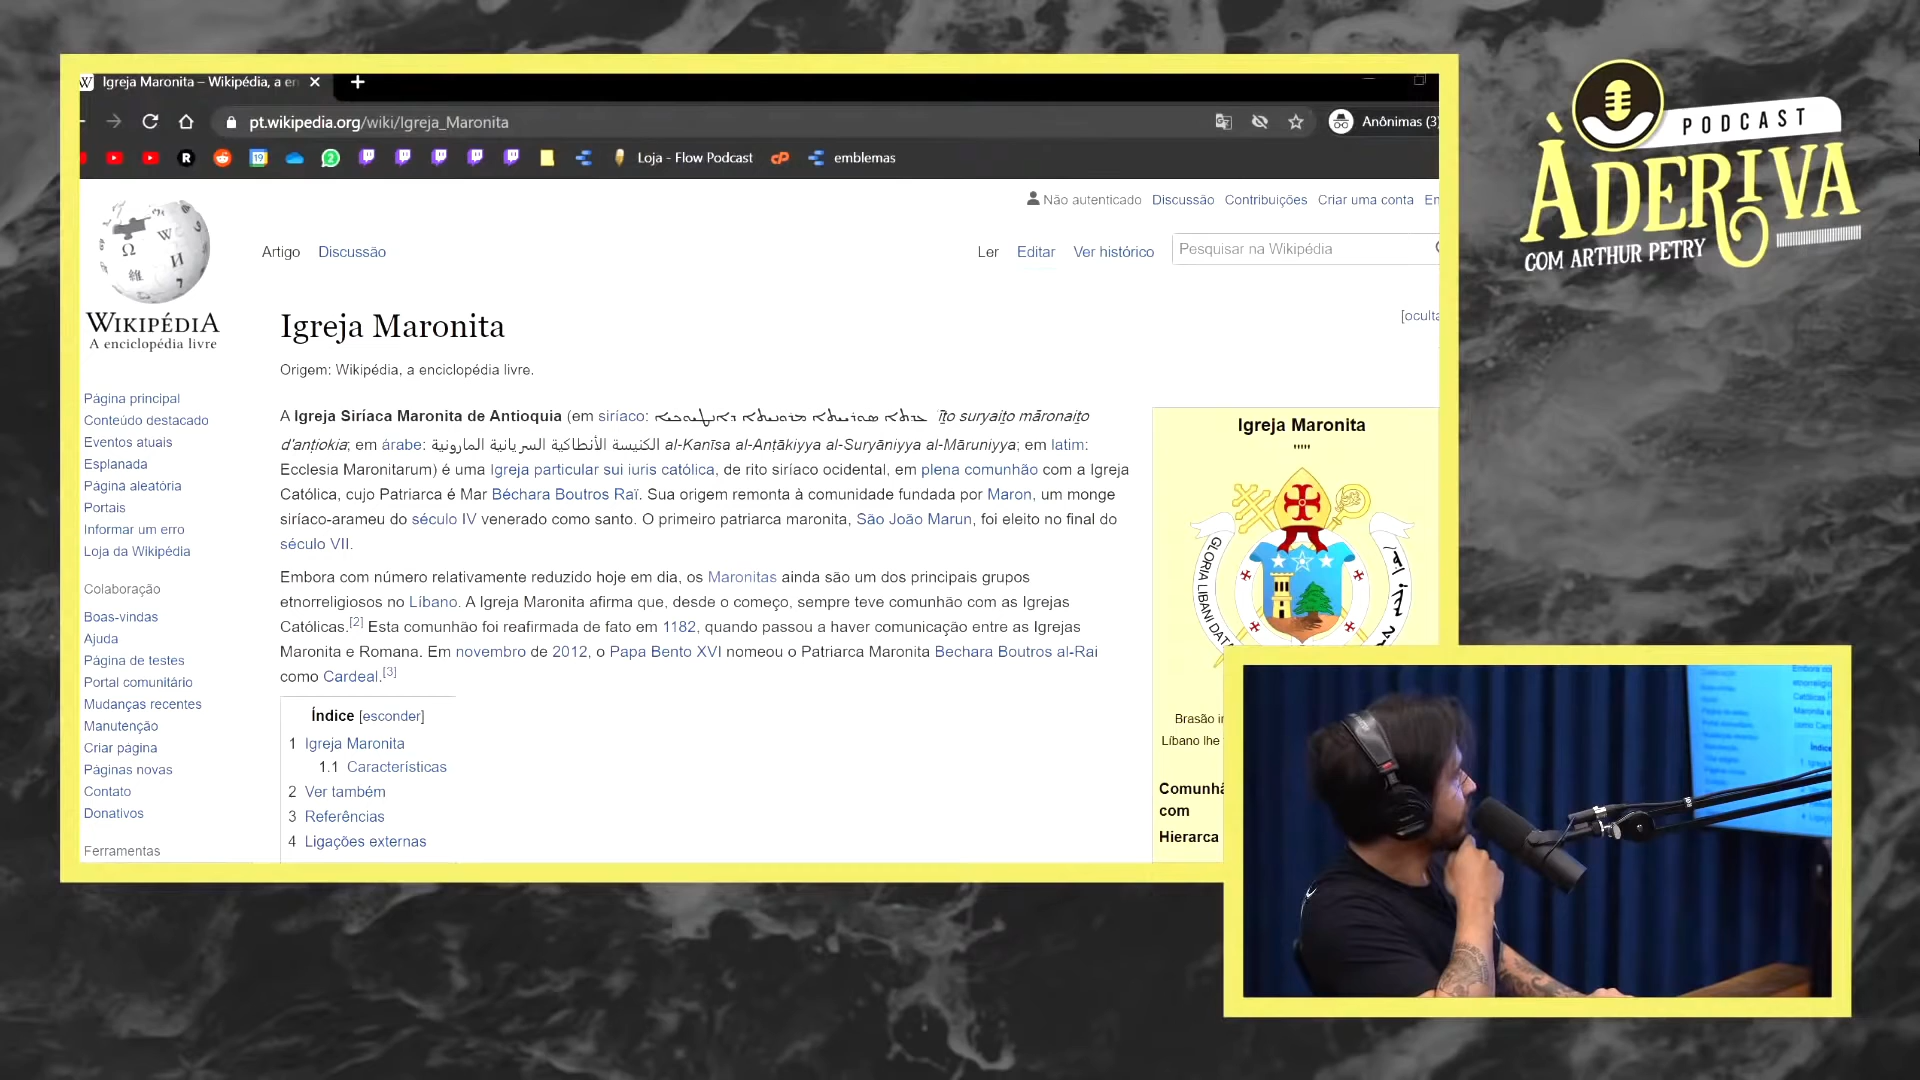 Igreja Maronita – Wikipédia, a en
pt.wikipedia.org/wiki/Igreja_Maronita
Anônimas (3)
Loja - Flow Podcast
emblemas
PODCAST
À DERIVA
COM ARTHUR PETRY
Não autenticado Discussão Contribuições Criar uma conta En
Artigo Discussão
Ler Editar Ver histórico
Pesquisar na Wikipédia
WIKIPÉDIA
A enciclopédia livre
Página principal
Conteúdo destacado
Eventos atuais
Esplanada
Página aleatória
Portais
Informar um erro
Loja da Wikipédia
Colaboração
Boas-vindas
Ajuda
Página de testes
Portal comunitário
Mudanças recentes
Manutenção
Criar página
Páginas novas
Contato
Donativos
Ferramentas
Igreja Maronita
[oculta
Origem: Wikipédia, a enciclopédia livre.
A Igreja Siríaca Maronita de Antioquia (em siríaco: ī̱to suryai̱to māronai̱to
d'anṭiokia; em árabe: الكنيسة الأنطاكية السريانية المارونية al-Kanīsa al-Anṭākiyya al-Suryāniyya al-Māruniyya; em latim:
Ecclesia Maronitarum) é uma Igreja particular sui iuris católica, de rito siríaco ocidental, em plena comunhão com a Igreja
Católica, cujo Patriarca é Mar Béchara Boutros Raï. Sua origem remonta à comunidade fundada por Maron, um monge
siríaco-arameu do século IV venerado como santo. O primeiro patriarca maronita, São João Marun, foi eleito no final do
século VII.
Embora com número relativamente reduzido hoje em dia, os Maronitas ainda são um dos principais grupos
etnorreligiosos no Líbano. A Igreja Maronita afirma que, desde o começo, sempre teve comunhão com as Igrejas
Católicas.[2] Esta comunhão foi reafirmada de fato em 1182, quando passou a haver comunicação entre as Igrejas
Maronita e Romana. Em novembro de 2012, o Papa Bento XVI nomeou o Patriarca Maronita Bechara Boutros al-Rai
como Cardeal.[3]
Índice [esconder]
1 Igreja Maronita
1.1 Características
2 Ver também
3 Referências
4 Ligações externas
Igreja Maronita
'''''
GLORIA LIBANI DAT
Brasão in
Líbano lhe
Comunhã
com
Hierarca